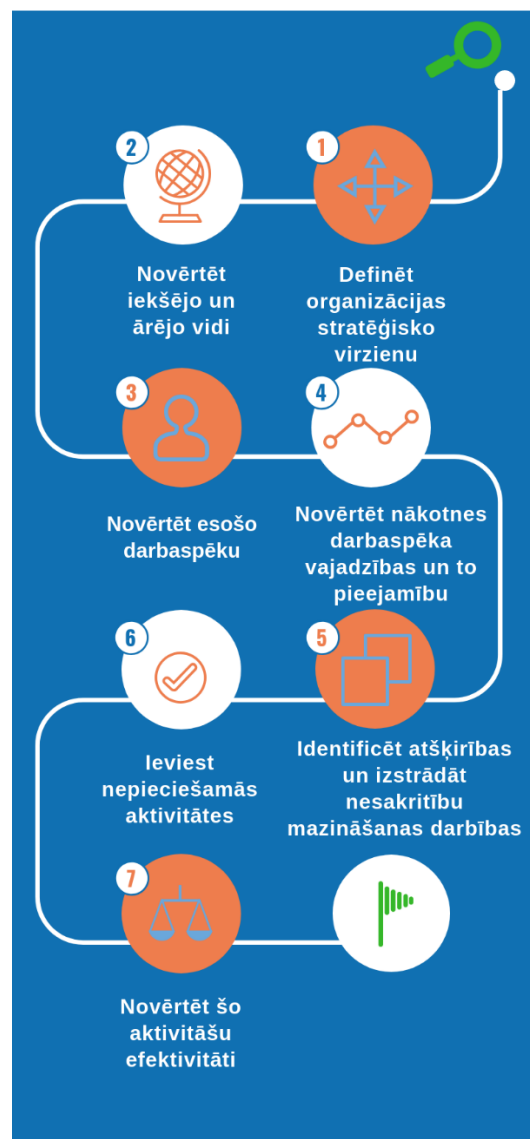 1
Definēt
organizācijas
stratēģisko
virzienu
2
Novērtēt
iekšējo un
ārējo vidi
3
Novērtēt esošo
darbaspēku
4
Novērtēt nākotnes
darbaspēka
vajadzības un to
pieejamību
5
Identificēt atšķirības
un izstrādāt
nesakritību
mazināšanas darbības
6
Ieviest
nepieciešamās
aktivitātes
7
Novērtēt šo
aktivitāšu
efektivitāti